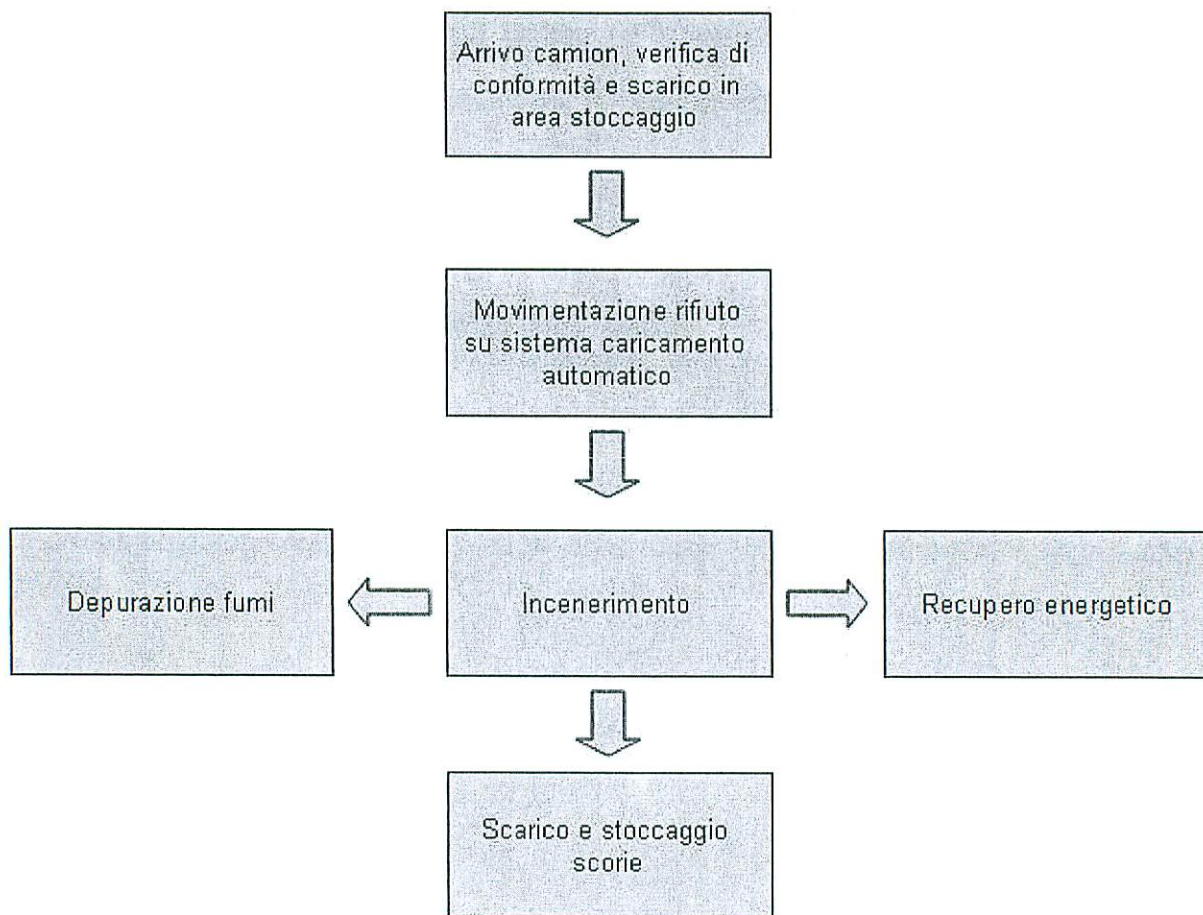 Arrivo camion, verifica di
conformità e scarico in
area stoccaggio
Movimentazione rifiuto
su sistema caricamento
automatico
Depurazione fumi
Incenerimento
Recupero energetico
Scarico e stoccaggio
scorie